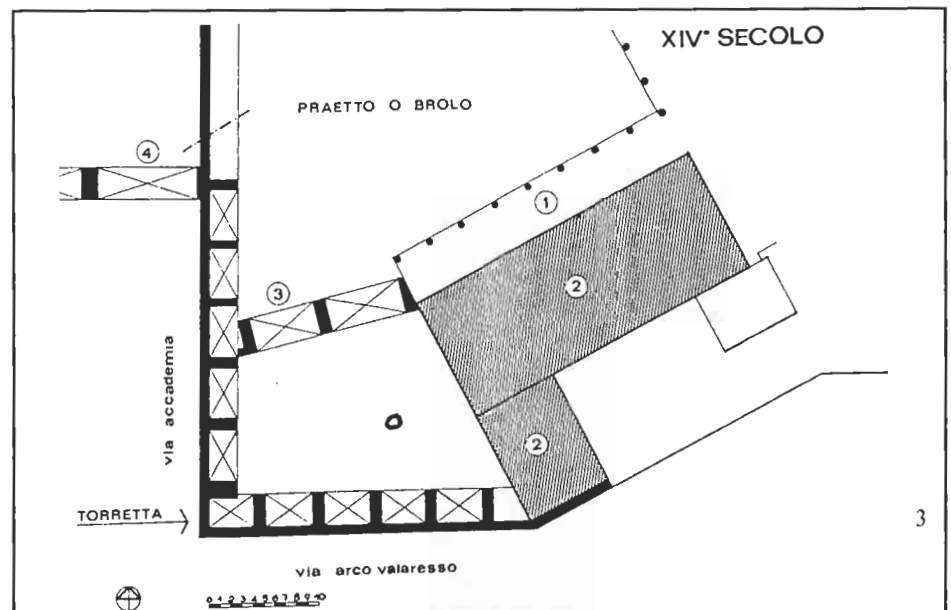 XIV° SECOLO
PRAETTO O BROLO
4
1
3
2
via accademia
2
TORRETTA
3
via arco valaresso
0 1 2 3 4 5 6 7 8 9 10